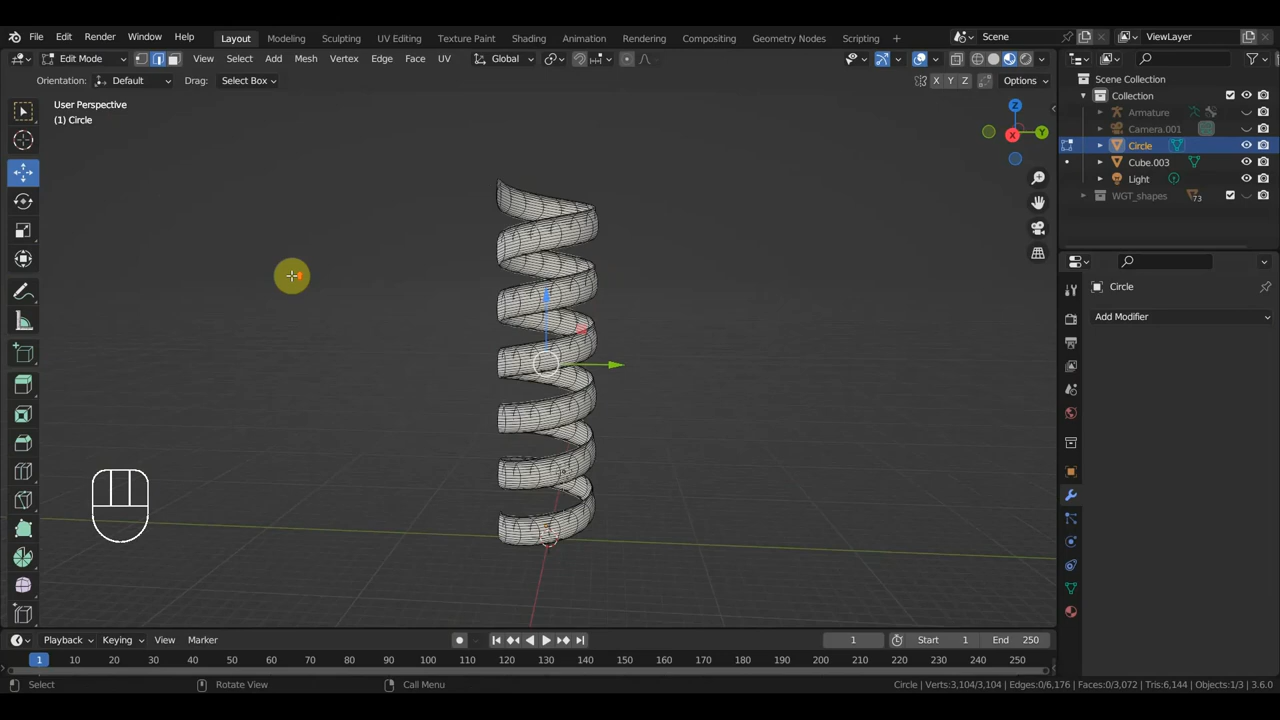 File Edit Render Window Help Layout Modeling Sculpting UV Editing Texture Paint Shading Animation Rendering Compositing Geometry Nodes Scripting + Scene ViewLayer
Edit Mode View Select Add Mesh Vertex Edge Face UV Global
Orientation: Default Drag: Select Box X Y Z Options
Scene Collection
Collection
Armature
Camera.001
Circle
Cube.003
Light
WGT_shapes 73
User Perspective
(1) Circle
Z
Y
X
Circle
Add Modifier
Playback Keying View Marker 1 Start 1 End 250
1 10 20 30 40 50 60 70 80 90 100 110 120 130 140 150 160 170 180 190 200 210 220 230 240 250
Select Rotate View Call Menu Circle | Verts:3,104/3,104 | Edges:0/6,176 | Faces:0/3,072 | Tris:6,144 | Objects:1/3 | 3.6.0